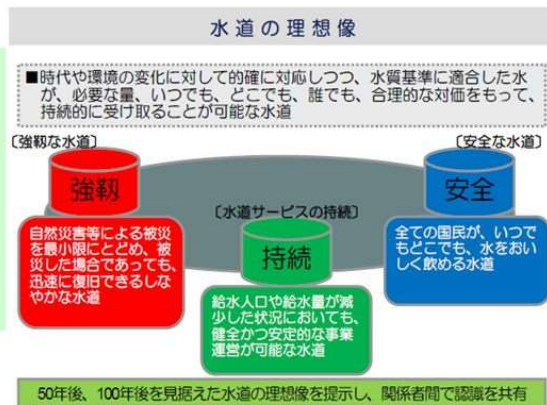 水道の理想像
■時代や環境の変化に対して的確に対応しつつ、水質基準に適合した水
が、必要な量、いつでも、どこでも、誰でも、合理的な対価をもって、
持続的に受け取ることが可能な水道
〔強靭な水道〕
〔安全な水道〕
強靭
〔水道サービスの持続〕
安全
自然災害等による被災
を最小限にとどめ、被
災した場合であっても、
迅速に復旧できるしな
やかな水道
持続
全ての国民が、いつで
もどこでも、水をおい
しく飲める水道
給水人口や給水量が減
少した状況においても、
健全かつ安定的な事業
運営が可能な水道
50年後、100年後を見据えた水道の理想像を提示し、関係者間で認識を共有